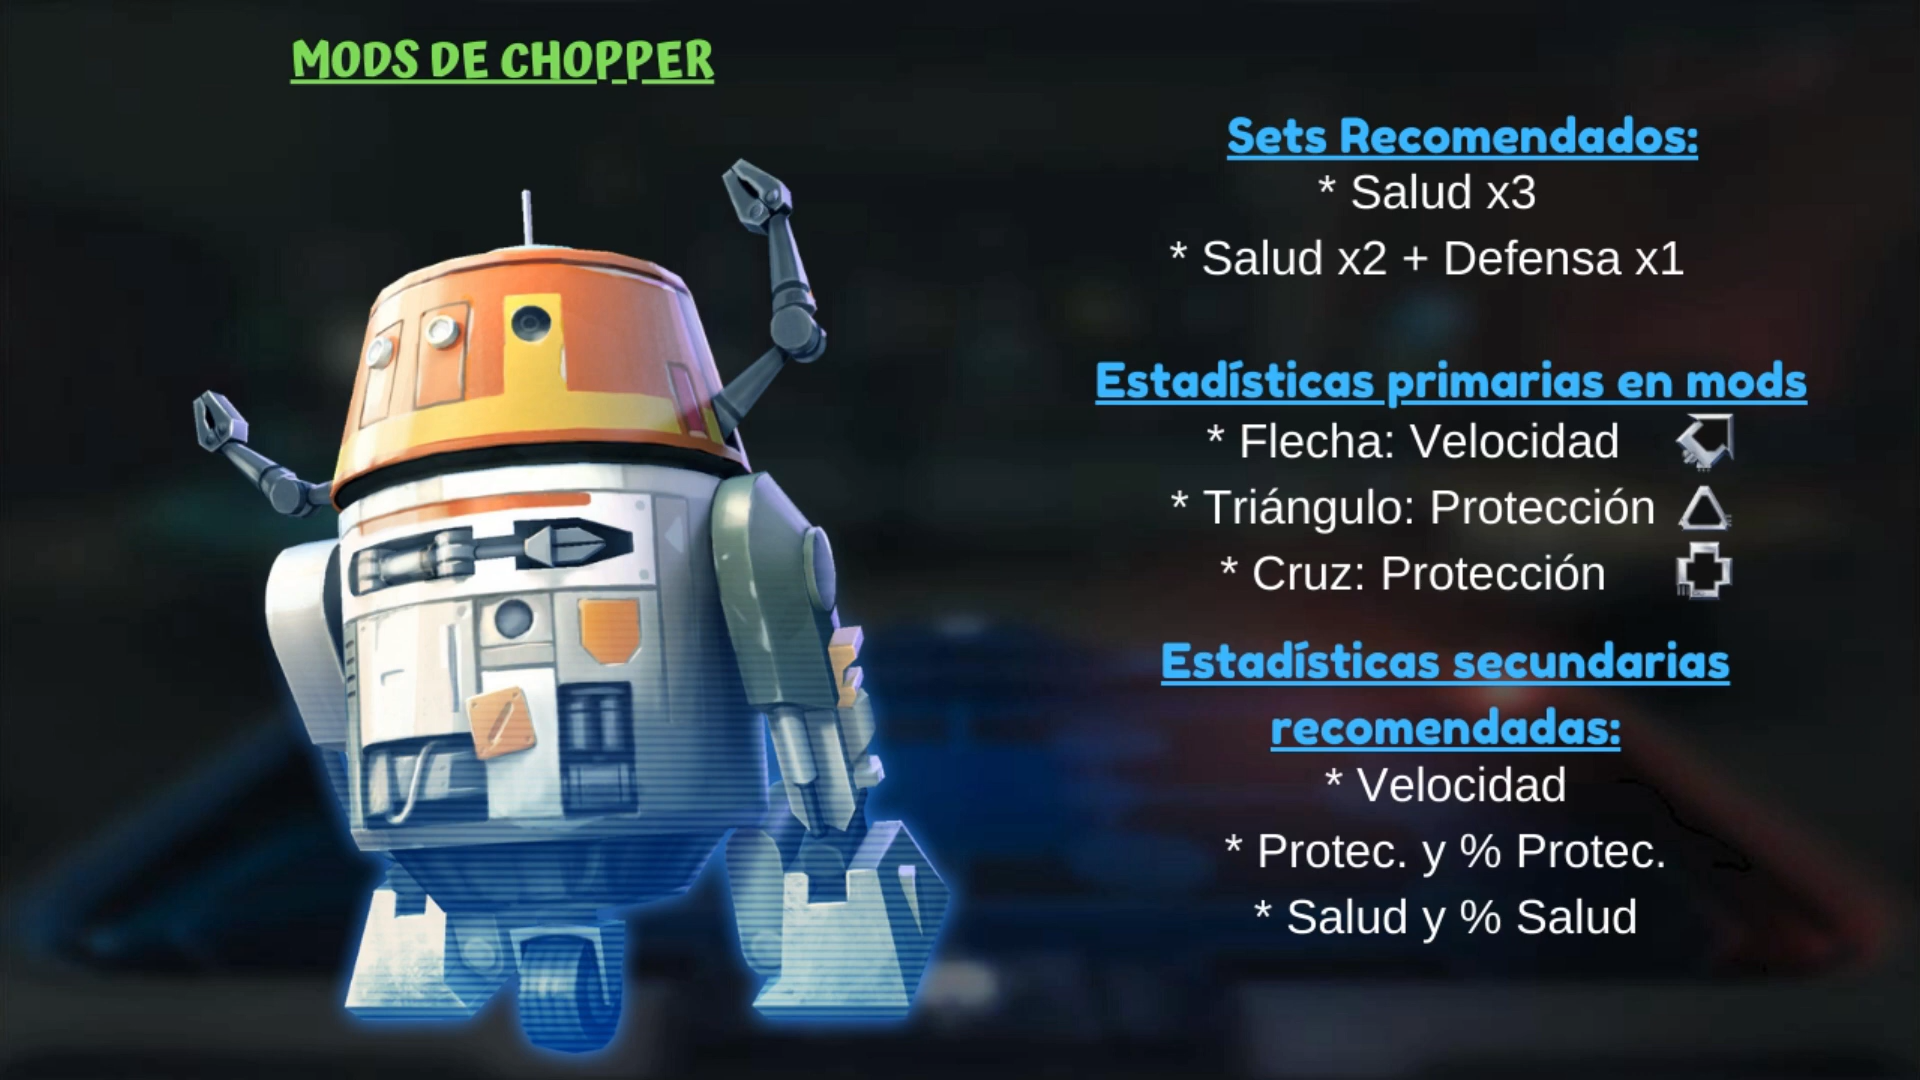 MODS DE CHOPPER
Sets Recomendados:
* Salud x3
* Salud x2 + Defensa x1
Estadísticas primarias en mods
* Flecha: Velocidad
* Triángulo: Protección
* Cruz: Protección
Estadísticas secundarias
recomendadas:
* Velocidad
* Protec. y % Protec.
* Salud y % Salud